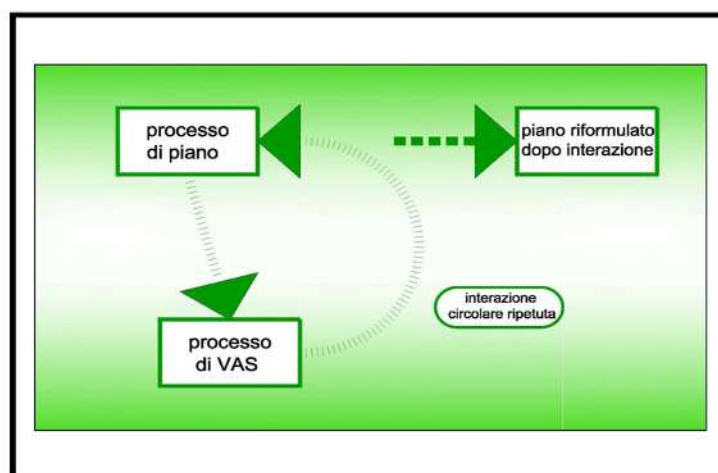 processo
di piano
piano riformulato
dopo interazione
interazione
circolare ripetuta
processo
di VAS